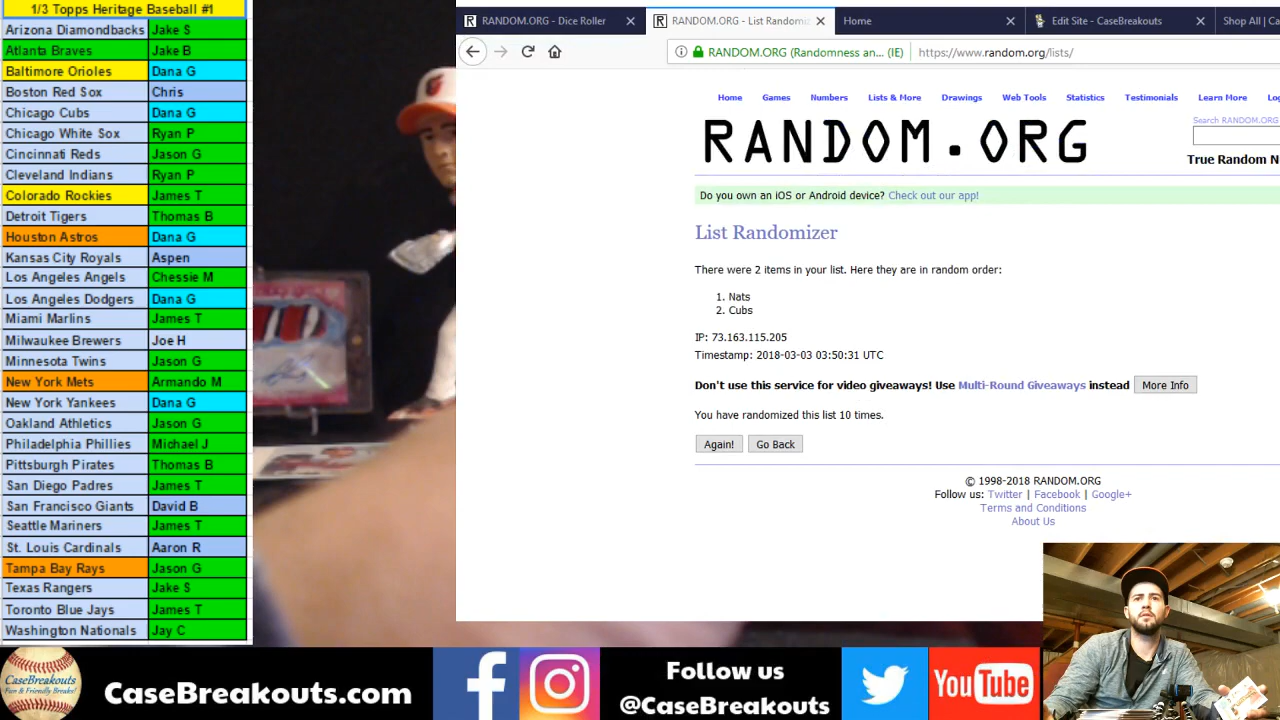 1/3 Topps Heritage Baseball #1
Arizona Diamondbacks Jake S
Atlanta Braves Jake B
Baltimore Orioles Dana G
Boston Red Sox Chris
Chicago Cubs Dana G
Chicago White Sox Ryan P
Cincinnati Reds Jason G
Cleveland Indians Ryan P
Colorado Rockies James T
Detroit Tigers Thomas B
Houston Astros Dana G
Kansas City Royals Aspen
Los Angeles Angels Chessie M
Los Angeles Dodgers Dana G
Miami Marlins James T
Milwaukee Brewers Joe H
Minnesota Twins Jason G
New York Mets Armando M
New York Yankees Dana G
Oakland Athletics Jason G
Philadelphia Phillies Michael J
Pittsburgh Pirates Thomas B
San Diego Padres James T
San Francisco Giants David B
Seattle Mariners James T
St. Louis Cardinals Aaron R
Tampa Bay Rays Jason G
Texas Rangers Jake S
Toronto Blue Jays James T
Washington Nationals Jay C
RANDOM.ORG - Dice Roller
RANDOM.ORG - List Randomiz
Home
Edit Site - CaseBreakouts
Shop All | Ca
RANDOM.ORG (Randomness an... (IE)
https://www.random.org/lists/
Home Games Numbers Lists & More Drawings Web Tools Statistics Testimonials Learn More Log
Search RANDOM.ORG
RANDOM.ORG
True Random N
Do you own an iOS or Android device? Check out our app!
List Randomizer
There were 2 items in your list. Here they are in random order:
1. Nats
2. Cubs
IP: 73.163.115.205
Timestamp: 2018-03-03 03:50:31 UTC
Don't use this service for video giveaways! Use Multi-Round Giveaways instead More Info
You have randomized this list 10 times.
Again! Go Back
© 1998-2018 RANDOM.ORG
Follow us: Twitter | Facebook | Google+
Terms and Conditions
About Us
CaseBreakouts
Fun & Friendly Breaks!
CaseBreakouts.com
Follow us
@CaseBreakouts
YouTube